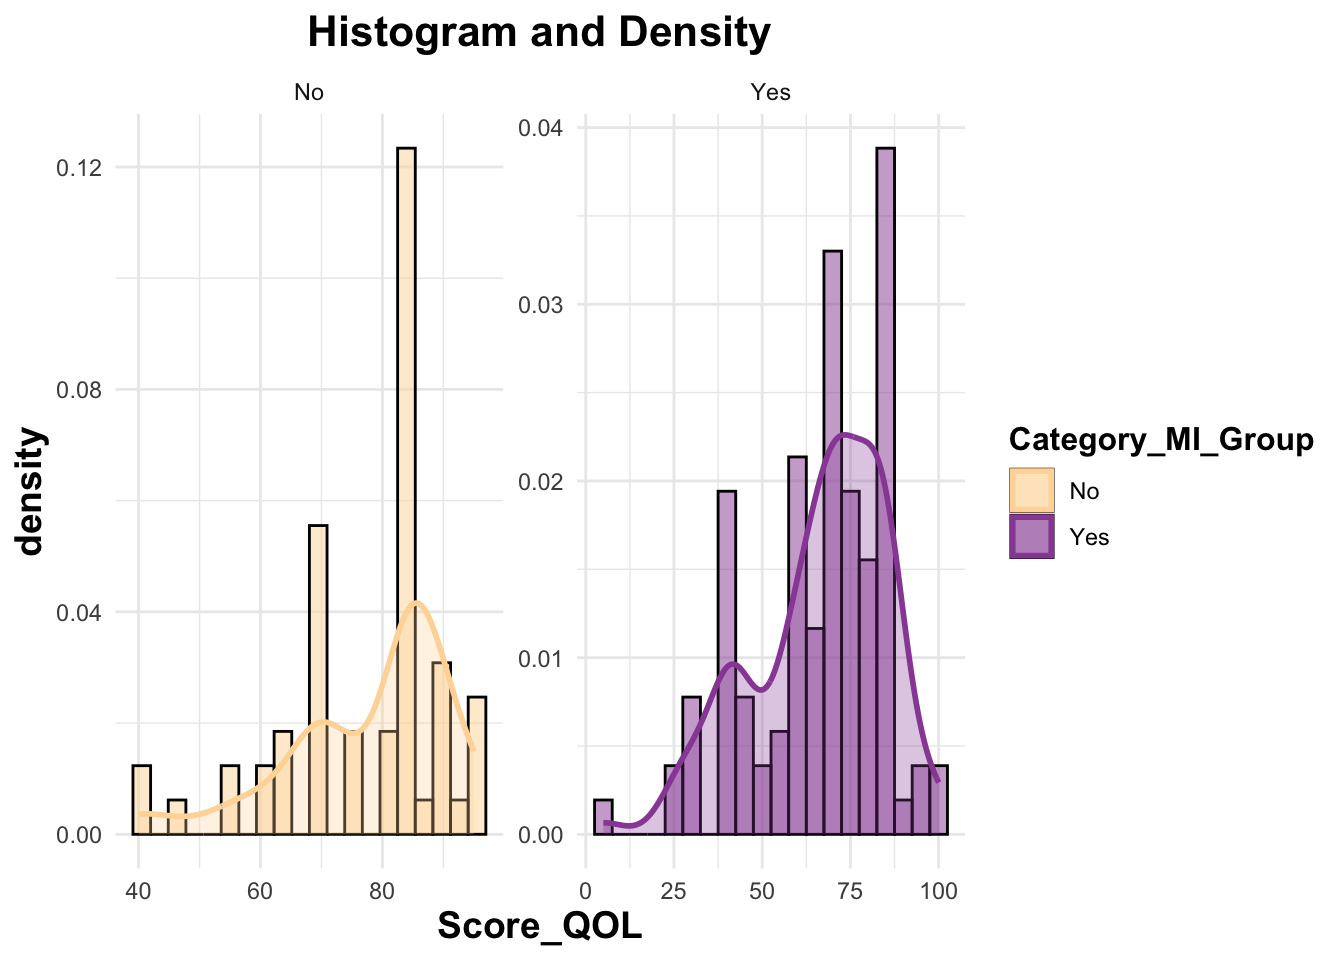 Histogram and Density
No
Yes
density
0.12
0.08
0.04
0.00
40
60
80
0.04
0.03
0.02
0.01
0.00
0
25
50
75
100
Score_QOL
Category_MI_Group
No
Yes